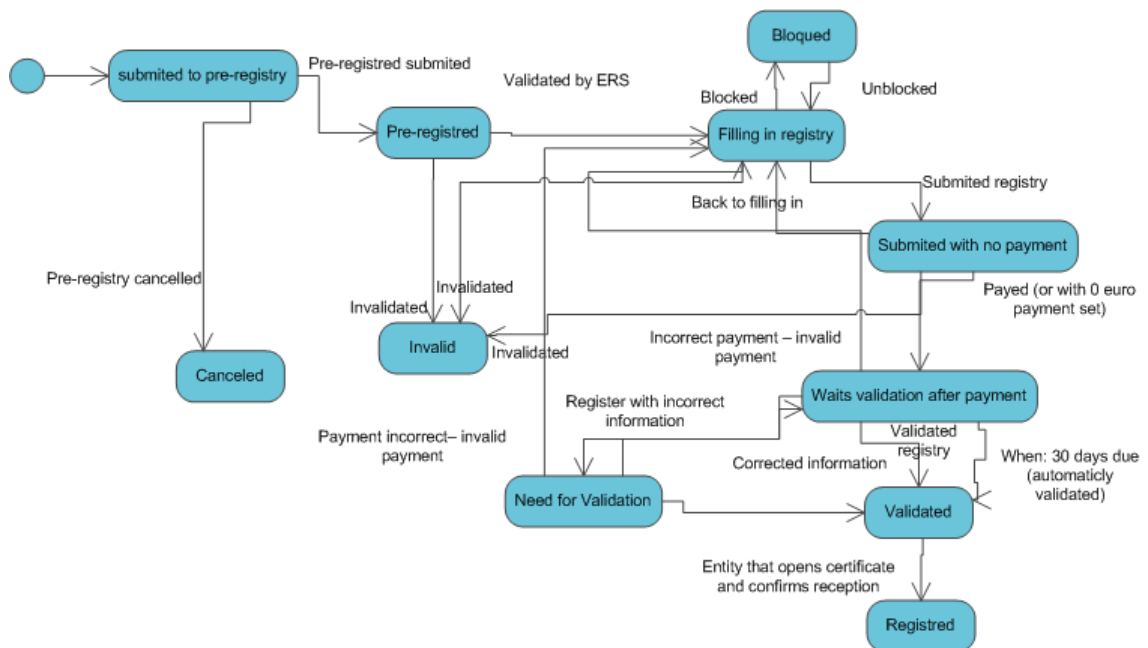 Bloqued
submited to pre-registry
Pre-registred submited
Validated by ERS
Unblocked
Blocked
Pre-registred
Filling in registry
Submited registry
Back to filling in
Submited with no payment
Pre-registry cancelled
Invalidated
Invalidated
Payed (or with 0 euro
payment set)
Invalid
Invalidated
Incorrect payment – invalid
payment
Canceled
Waits validation after payment
Register with incorrect
information
Payment incorrect– invalid
payment
Validated
registry
Corrected information
When: 30 days due
(automaticly
validated)
Need for Validation
Validated
Entity that opens certificate
and confirms reception
Registred